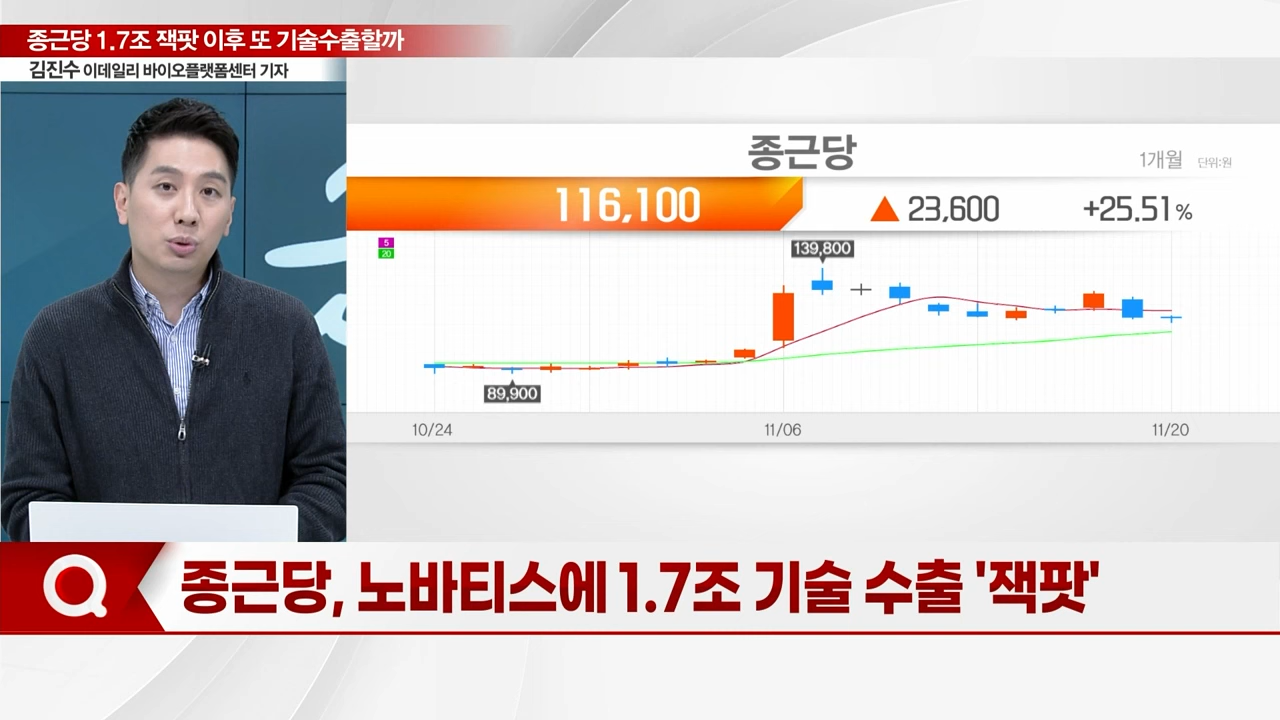 종근당 1.7조 잭팟 이후 또 기술수출할까
김진수 이데일리 바이오플랫폼센터 기자
종근당
1개월 단위:원
116,100 ▲ 23,600 +25.51%
5
20
139,800
89,900
10/24 11/06 11/20
Q 종근당, 노바티스에 1.7조 기술 수출 '잭팟'